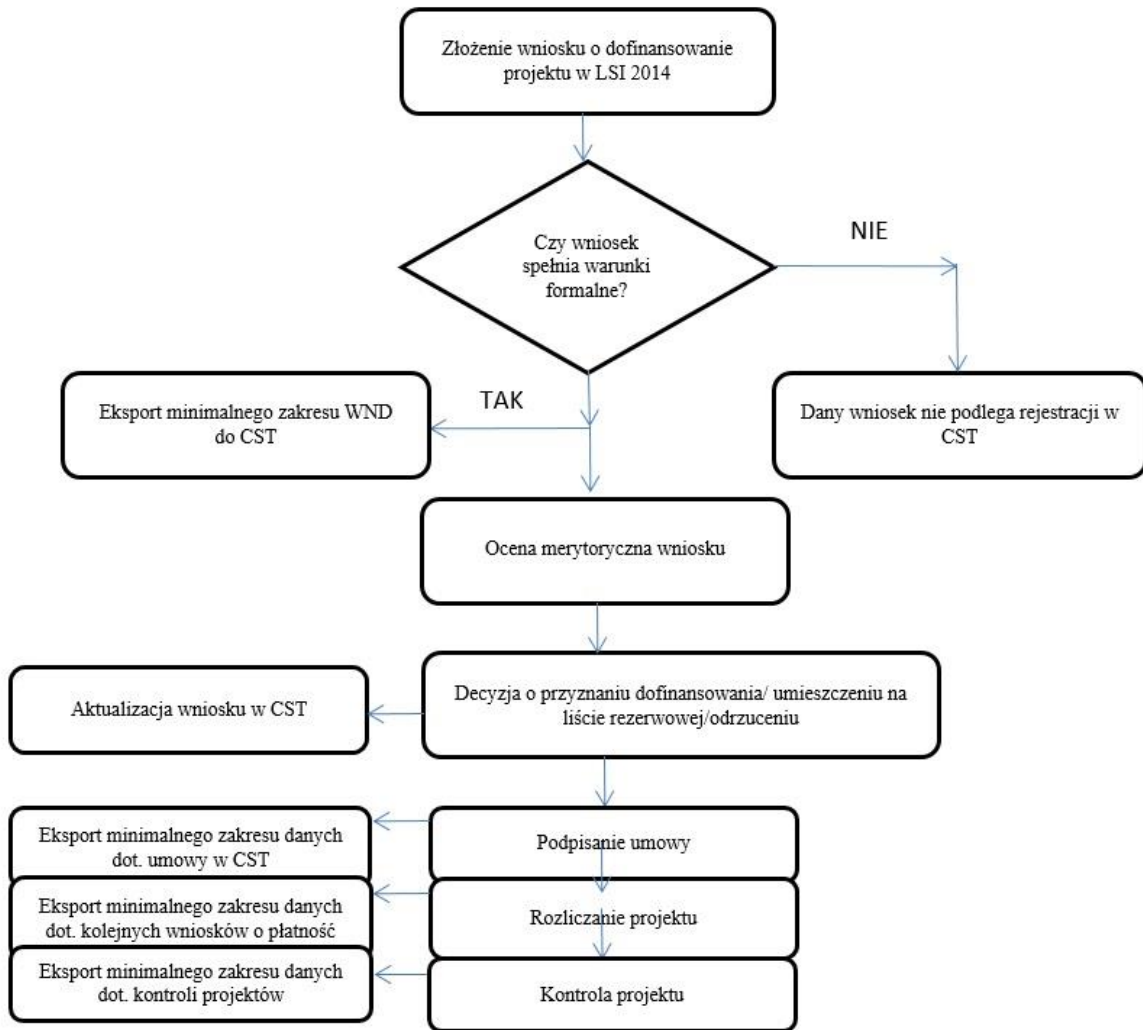 Złożenie wniosku o dofinansowanie
projektu w LSI 2014
Czy wniosek
spełnia warunki
formalne?
NIE
TAK
Eksport minimalnego zakresu WND
do CST
Dany wniosek nie podlega rejestracji w
CST
Ocena merytoryczna wniosku
Decyzja o przyznaniu dofinansowania/ umieszczeniu na
liście rezerwowej/odrzuceniu
Aktualizacja wniosku w CST
Podpisanie umowy
Eksport minimalnego zakresu danych
dot. umowy w CST
Rozliczanie projektu
Eksport minimalnego zakresu danych
dot. kolejnych wniosków o płatność
Kontrola projektu
Eksport minimalnego zakresu danych
dot. kontroli projektów